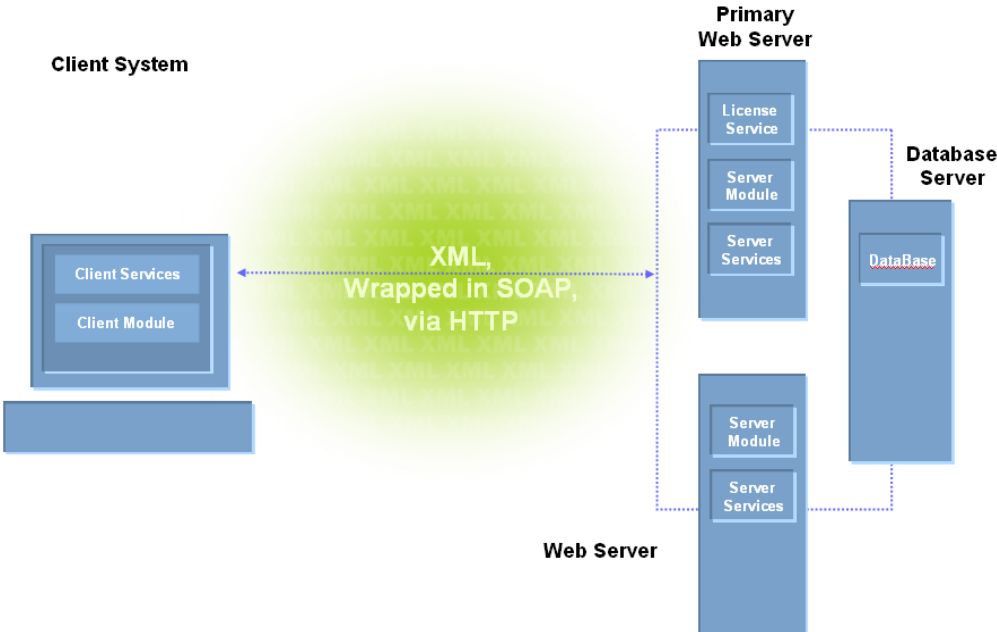 Client System
Primary
Web Server
License
Service
Server
Module
Server
Services
Database
Server
DataBase
Client Services
Client Module
XML,
Wrapped in SOAP,
via HTTP
Server
Module
Server
Services
Web Server